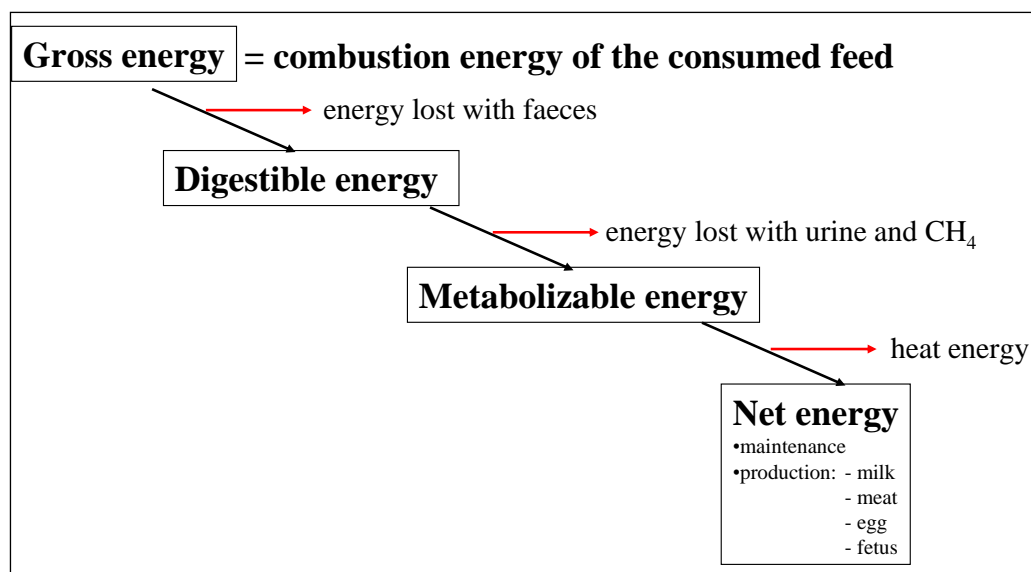 Gross energy = combustion energy of the consumed feed
energy lost with faeces
Digestible energy
energy lost with urine and CH₄
Metabolizable energy
heat energy
Net energy
•maintenance
•production: - milk
- meat
- egg
- fetus